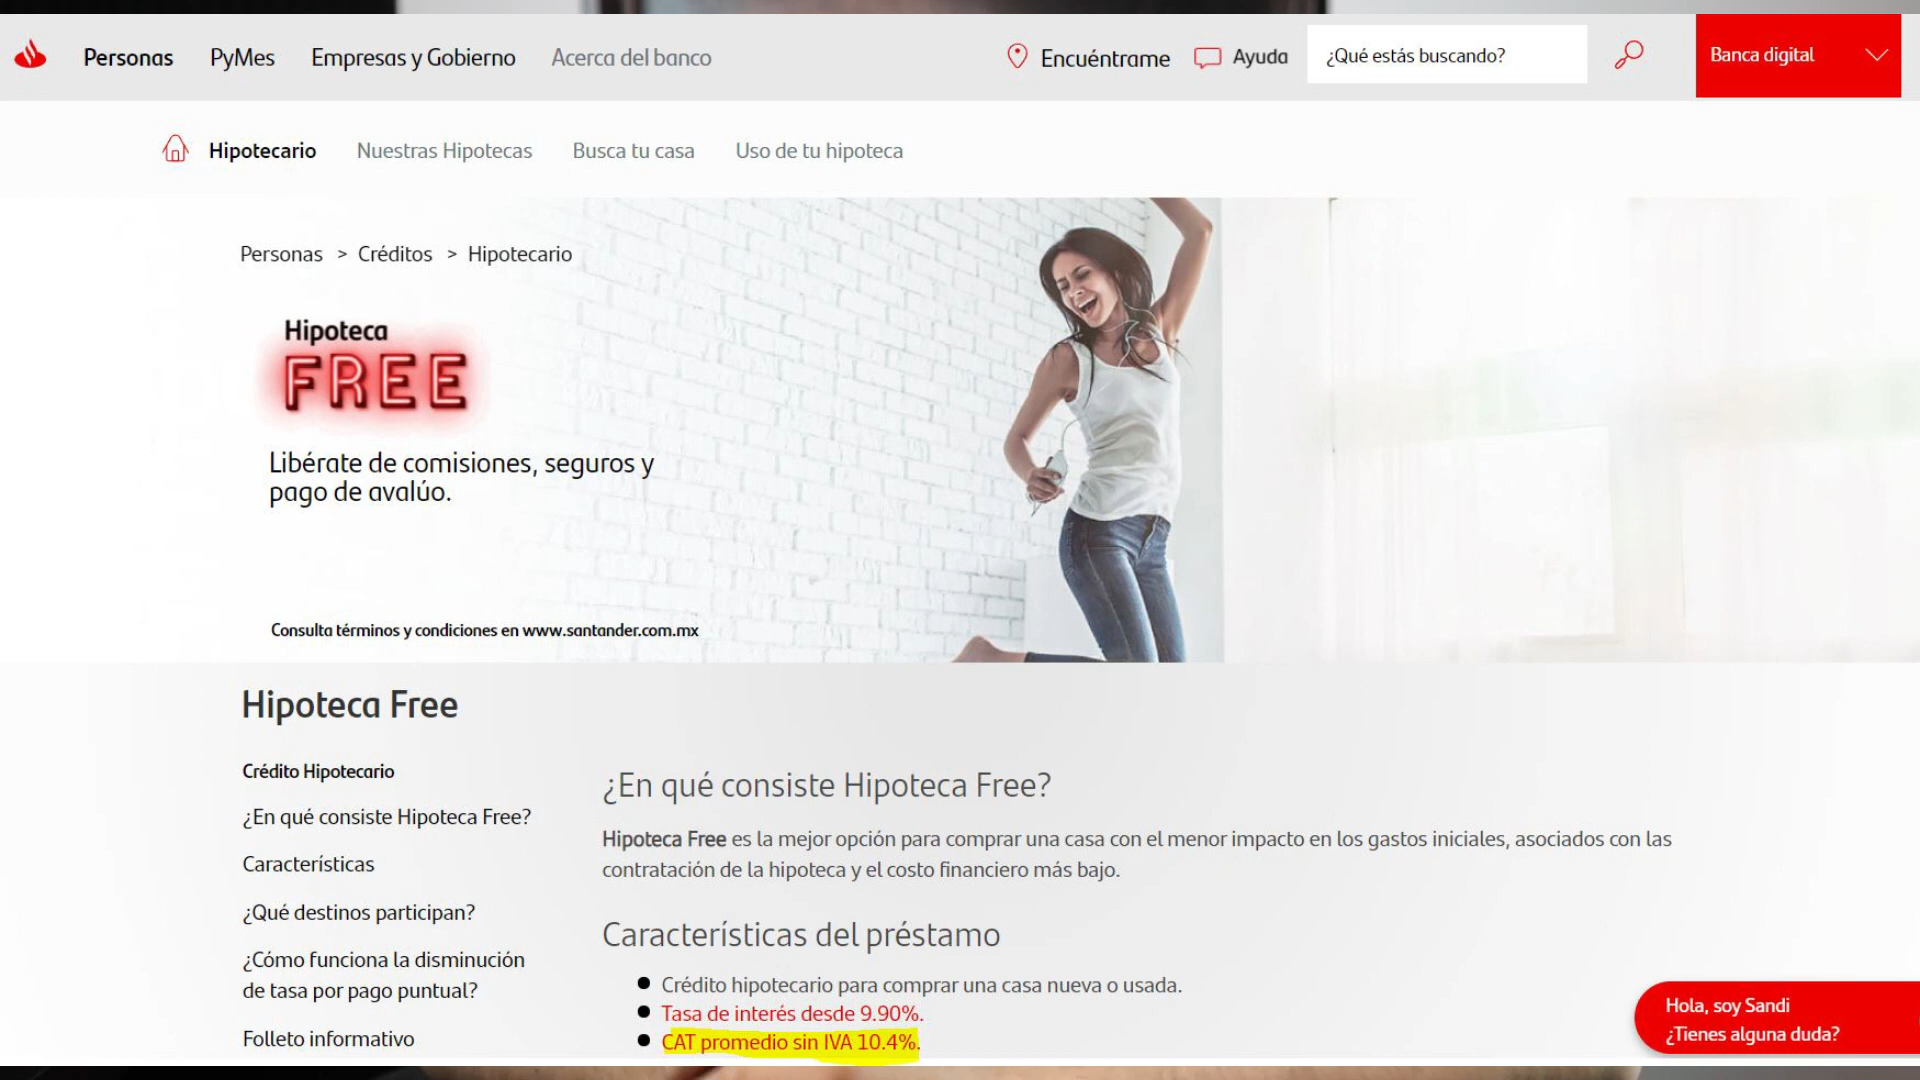 Personas PyMes Empresas y Gobierno Acerca del banco Encuéntrame Ayuda ¿Qué estás buscando? Banca digital
Hipotecario Nuestras Hipotecas Busca tu casa Uso de tu hipoteca
Personas > Créditos > Hipotecario
Hipoteca
FREE
Libérate de comisiones, seguros y
pago de avalúo.
Consulta términos y condiciones en www.santander.com.mx
Hipoteca Free
Crédito Hipotecario
¿En qué consiste Hipoteca Free?
Características
¿Qué destinos participan?
¿Cómo funciona la disminución
de tasa por pago puntual?
Folleto informativo
¿En qué consiste Hipoteca Free?
Hipoteca Free es la mejor opción para comprar una casa con el menor impacto en los gastos iniciales, asociados con las
contratación de la hipoteca y el costo financiero más bajo.
Características del préstamo
Crédito hipotecario para comprar una casa nueva o usada.
Tasa de interés desde 9.90%.
CAT promedio sin IVA 10.4%.
Hola, soy Sandi
¿Tienes alguna duda?